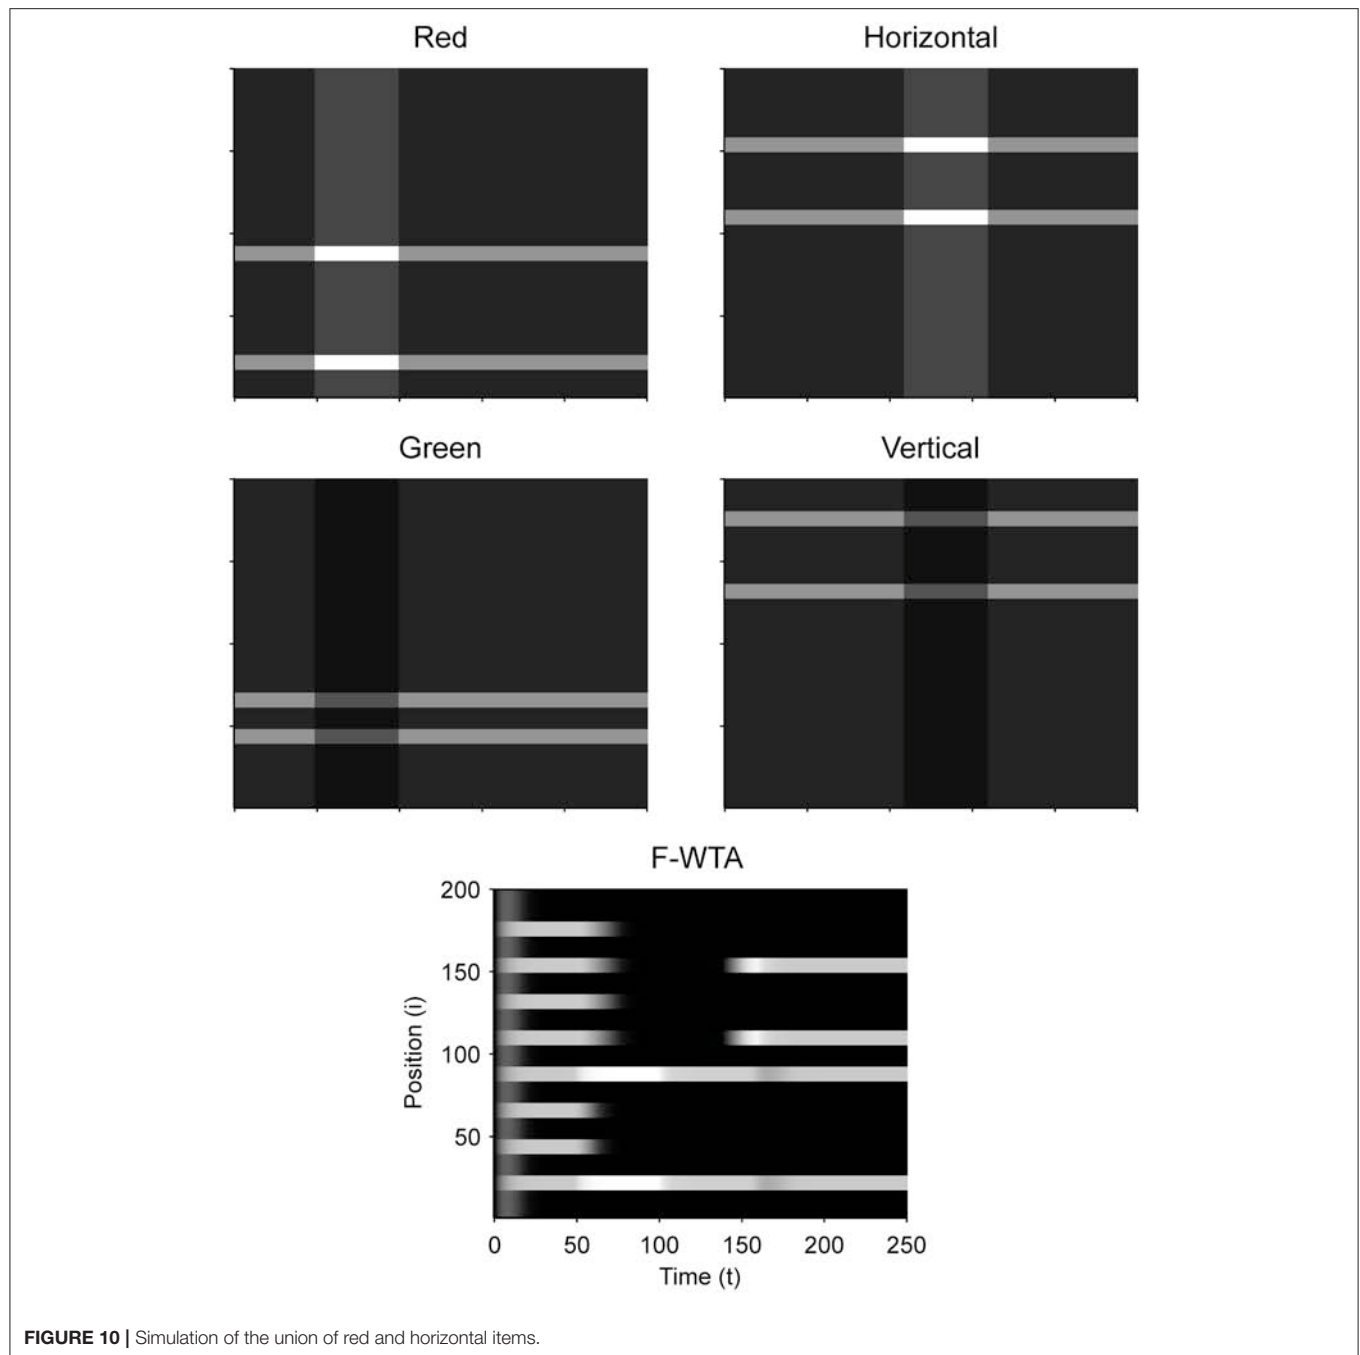 Red
Horizontal
Green
Vertical
F-WTA
200
150
100
50
Position (i)
0 50 100 150 200 250
Time (t)
FIGURE 10 | Simulation of the union of red and horizontal items.